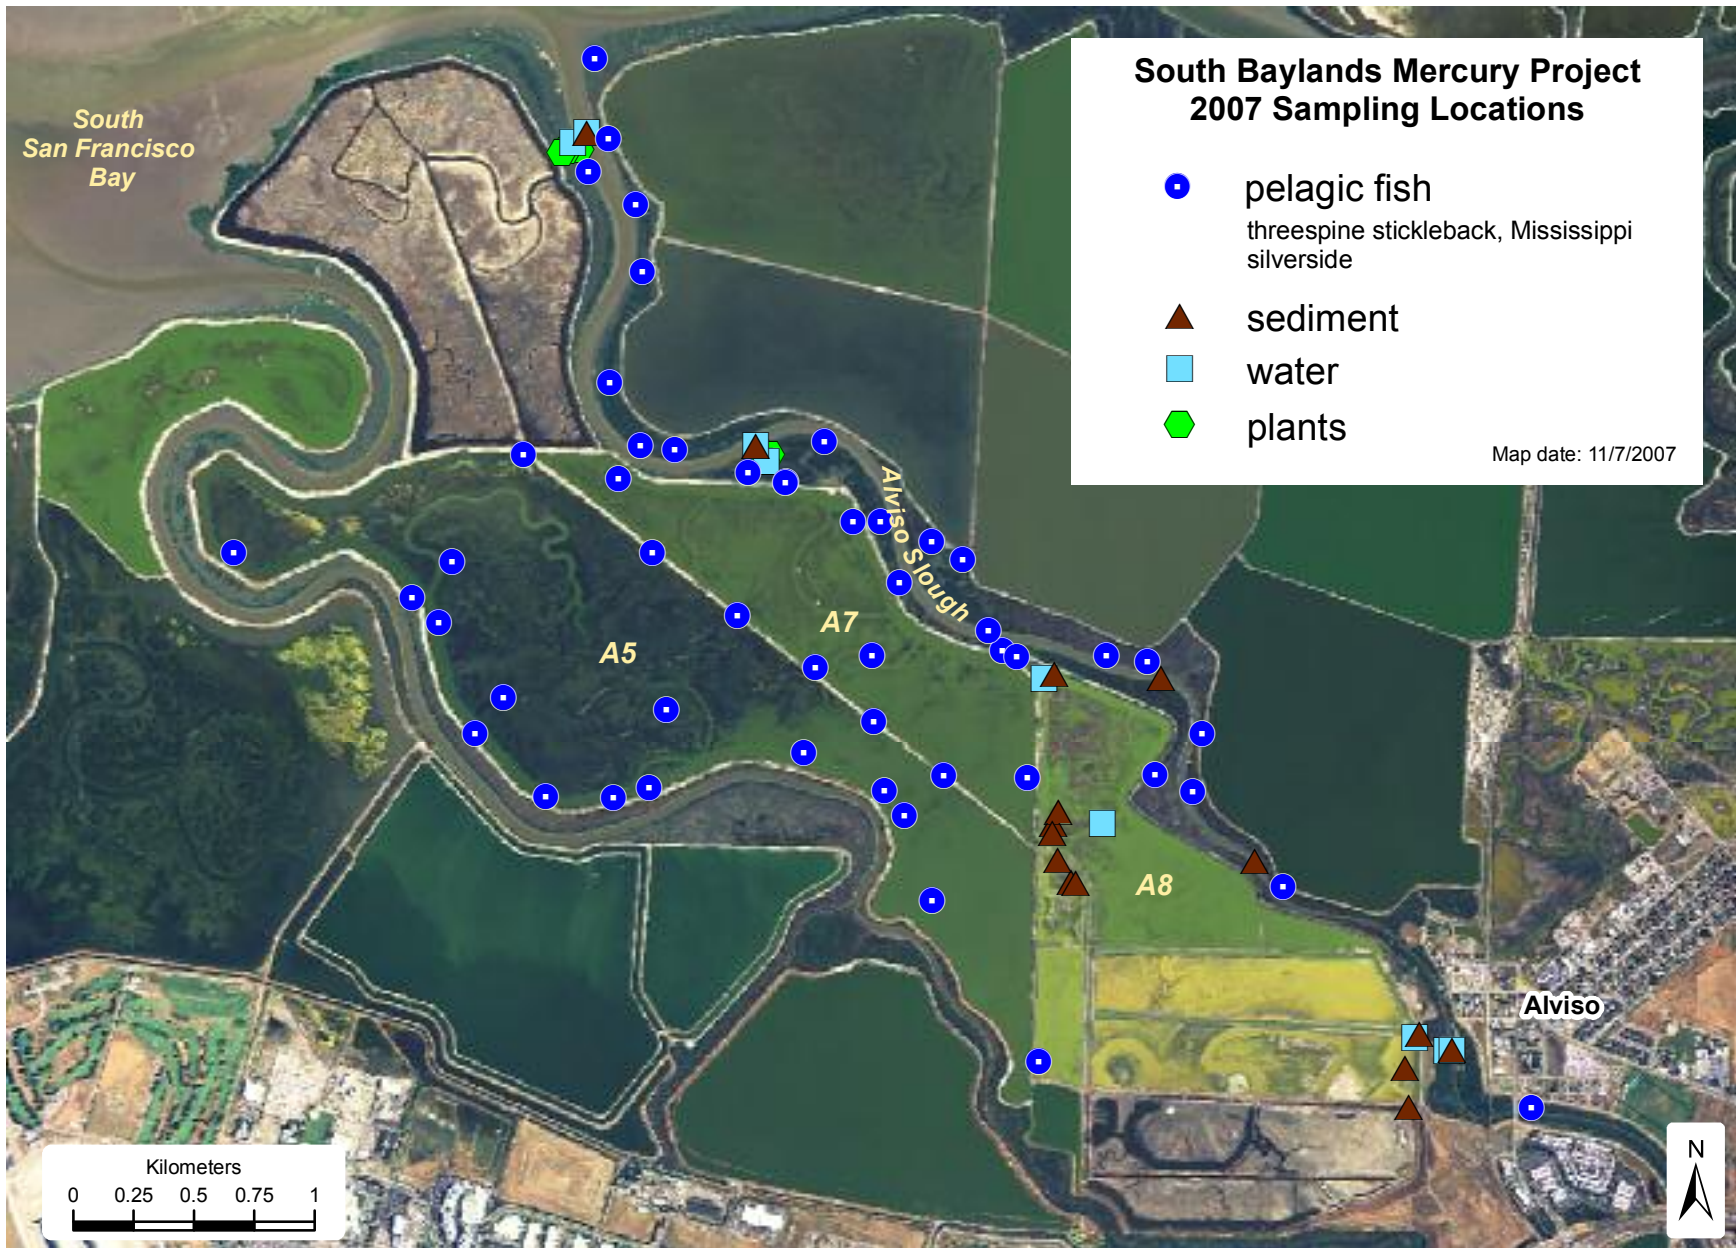 South Baylands Mercury Project
2007 Sampling Locations
pelagic fish
threespine stickleback, Mississippi
silverside
sediment
water
plants
Map date: 11/7/2007
South
San Francisco
Bay
Alviso Slough
A7
A5
A8
Alviso
Kilometers
0 0.25 0.5 0.75 1
N